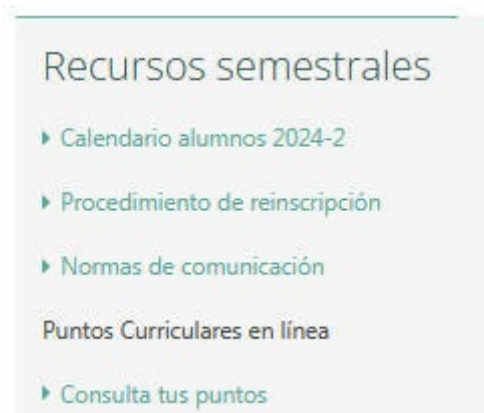 Recursos semestrales
Calendario alumnos 2024-2
Procedimiento de reinscripción
Normas de comunicación
Puntos Curriculares en línea
Consulta tus puntos